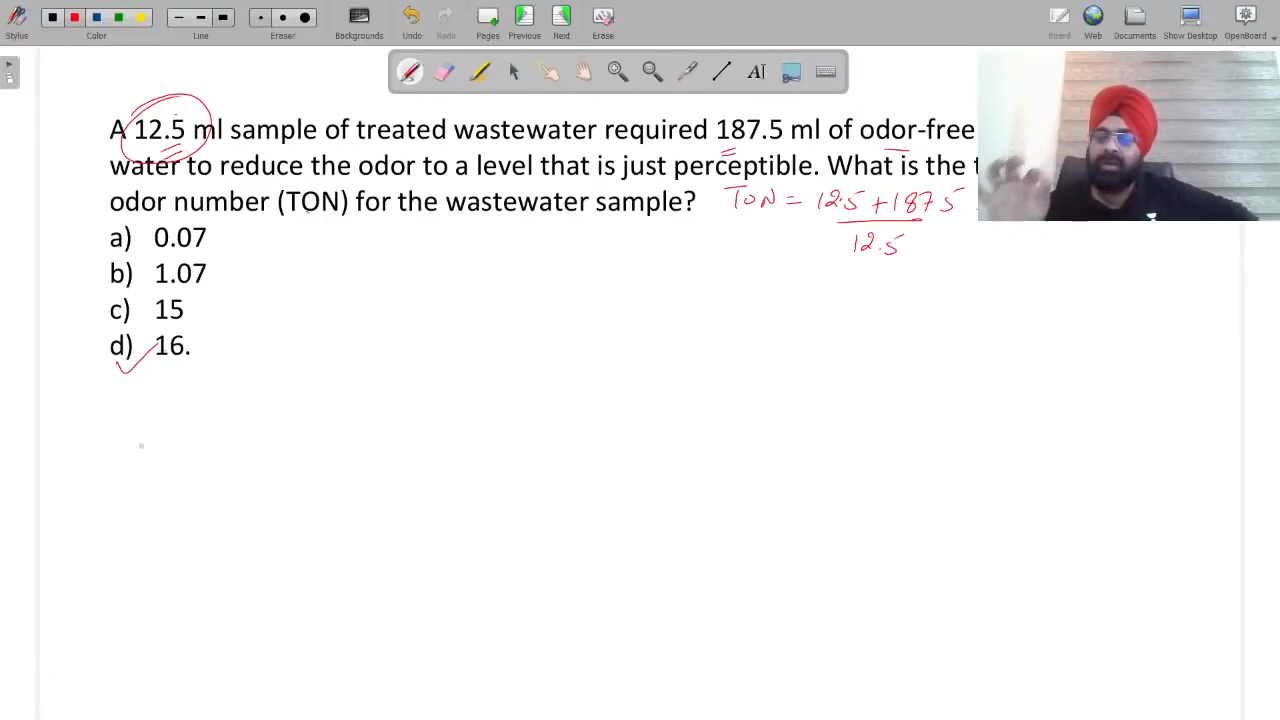 Stylus Color Line Eraser Backgrounds Undo Redo Pages Previous Next Erase Board Web Documents Show Desktop OpenBoard
A 12.5 ml sample of treated wastewater required 187.5 ml of odor-free
water to reduce the odor to a level that is just perceptible. What is the
odor number (TON) for the wastewater sample? TON = 12.5 + 187.5
12.5
a) 0.07
b) 1.07
c) 15
d) 16.